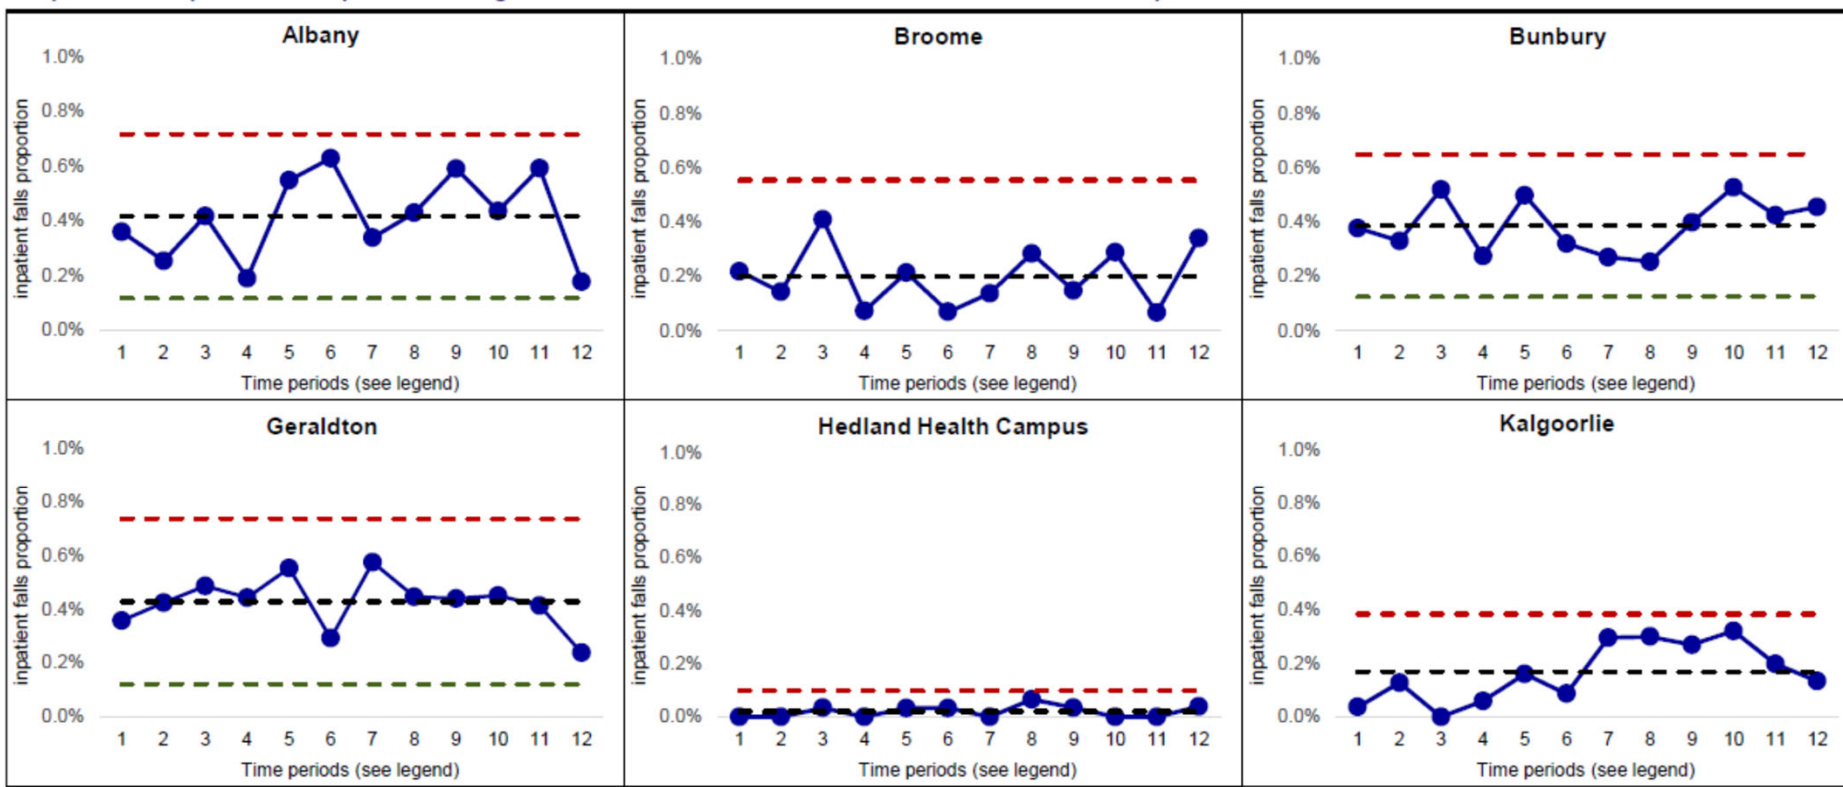 Albany
1.0%
0.8%
0.6%
0.4%
0.2%
0.0%
inpatient falls proportion
1 2 3 4 5 6 7 8 9 10 11 12
Time periods (see legend)
Broome
1.0%
0.8%
0.6%
0.4%
0.2%
0.0%
inpatient falls proportion
1 2 3 4 5 6 7 8 9 10 11 12
Time periods (see legend)
Bunbury
1.0%
0.8%
0.6%
0.4%
0.2%
0.0%
inpatient falls proportion
1 2 3 4 5 6 7 8 9 10 11 12
Time periods (see legend)
Geraldton
1.0%
0.8%
0.6%
0.4%
0.2%
0.0%
inpatient falls proportion
1 2 3 4 5 6 7 8 9 10 11 12
Time periods (see legend)
Hedland Health Campus
1.0%
0.8%
0.6%
0.4%
0.2%
0.0%
inpatient falls proportion
1 2 3 4 5 6 7 8 9 10 11 12
Time periods (see legend)
Kalgoorlie
1.0%
0.8%
0.6%
0.4%
0.2%
0.0%
inpatient falls proportion
1 2 3 4 5 6 7 8 9 10 11 12
Time periods (see legend)